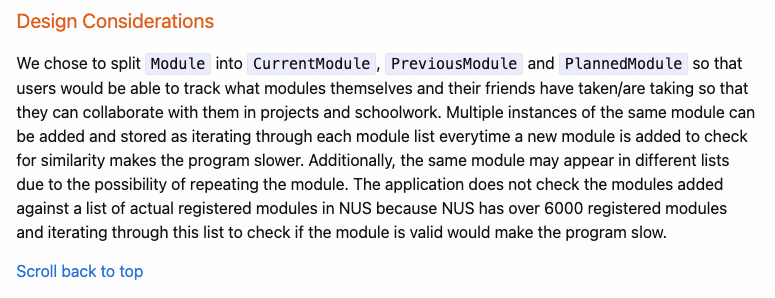 Design Considerations
We chose to split Module into CurrentModule, PreviousModule and PlannedModule so that
users would be able to track what modules themselves and their friends have taken/are taking so that
they can collaborate with them in projects and schoolwork. Multiple instances of the same module can
be added and stored as iterating through each module list everytime a new module is added to check
for similarity makes the program slower. Additionally, the same module may appear in different lists
due to the possibility of repeating the module. The application does not check the modules added
against a list of actual registered modules in NUS because NUS has over 6000 registered modules
and iterating through this list to check if the module is valid would make the program slow.
Scroll back to top